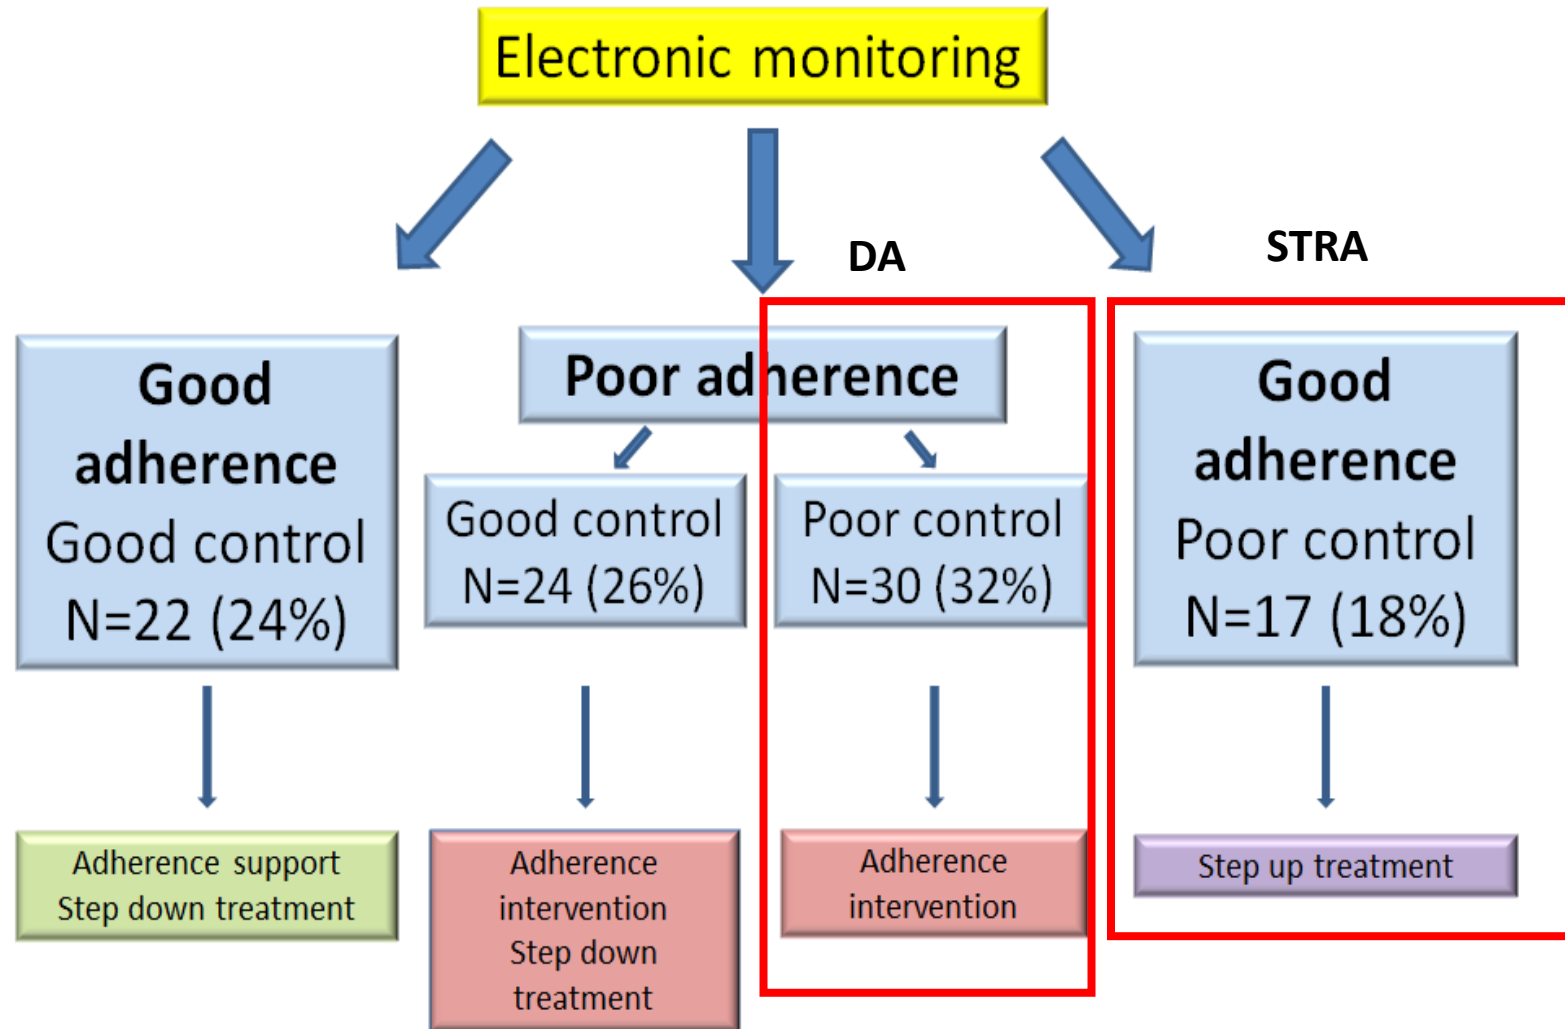 Electronic monitoring
DA
STRA
Good
adherence
Good control
N=22 (24%)
Poor adherence
Good control
N=24 (26%)
Poor control
N=30 (32%)
Good
adherence
Poor control
N=17 (18%)
Adherence support
Step down treatment
Adherence
intervention
Step down
treatment
Adherence
intervention
Step up treatment